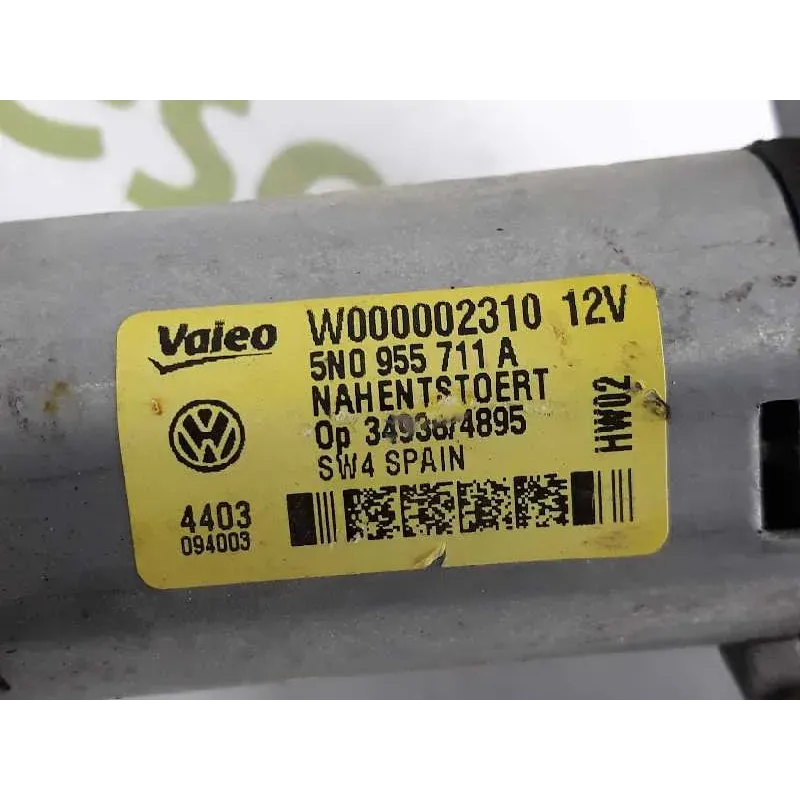 Valeo W000002310 12V
5N0 955 711 A
NAHENTSTOERT
Op 34938/4895
SW4 SPAIN
HW02
4403
094003